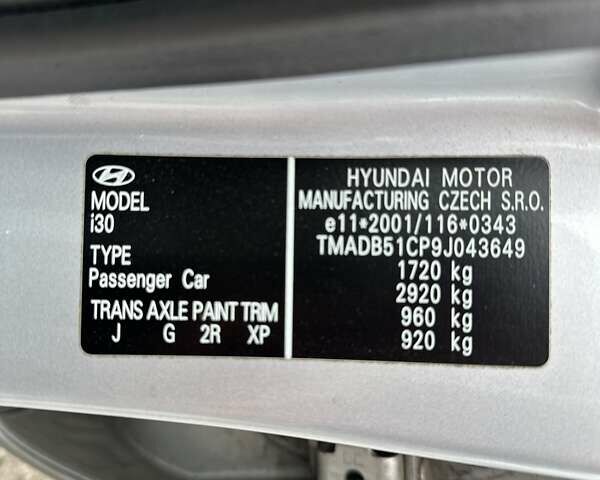 MODEL
i30
TYPE
Passenger Car
TRANS AXLE PAINT TRIM
J G 2R XP
HYUNDAI MOTOR
MANUFACTURING CZECH S.R.O.
e11*2001/116*0343
TMADB51CP9J043649
1720 kg
2920 kg
960 kg
920 kg